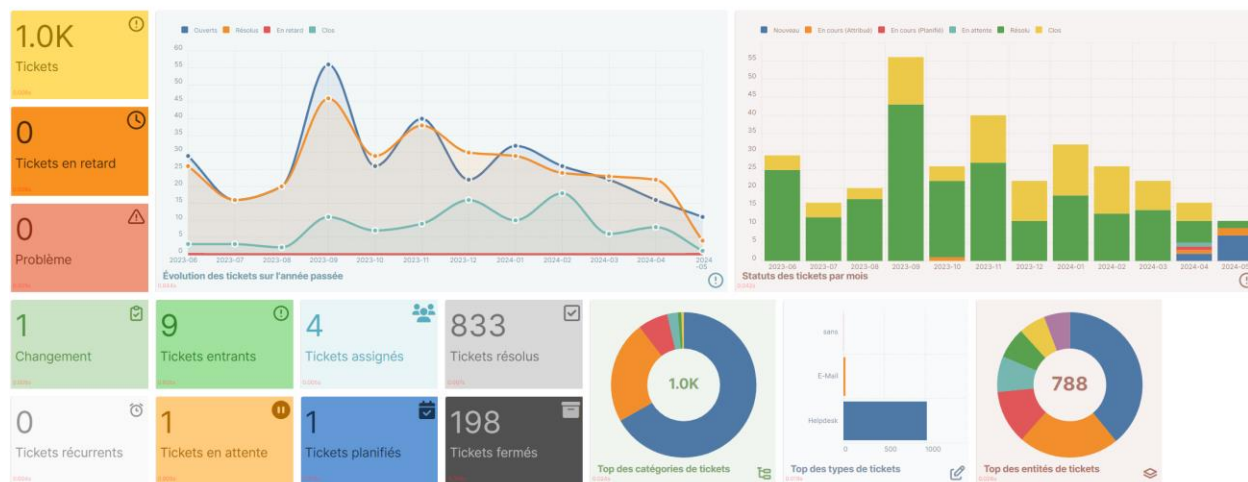 1.0K
Tickets
0
Tickets en retard
0
Problème
Ouverts Résolus En retard Clos
60
55
50
45
40
35
30
25
20
15
10
5
0
2023-06 2023-07 2023-08 2023-09 2023-10 2023-11 2023-12 2024-01 2024-02 2024-03 2024-04 2024
-05
Évolution des tickets sur l'année passée
Nouveau En cours (Attribué) En cours (Planifié) En attente Résolu Clos
55
50
45
40
35
30
25
20
15
10
5
0
2023-06 2023-07 2023-08 2023-09 2023-10 2023-11 2023-12 2024-01 2024-02 2024-03 2024-04 2024-05
Statuts des tickets par mois
1
Changement
9
Tickets entrants
4
Tickets assignés
833
Tickets résolus
0
Tickets récurrents
1
Tickets en attente
1
Tickets planifiés
198
Tickets fermés
1.0K
Top des catégories de tickets
sans
E-Mail
Helpdesk
0 500 1000
Top des types de tickets
788
Top des entités de tickets